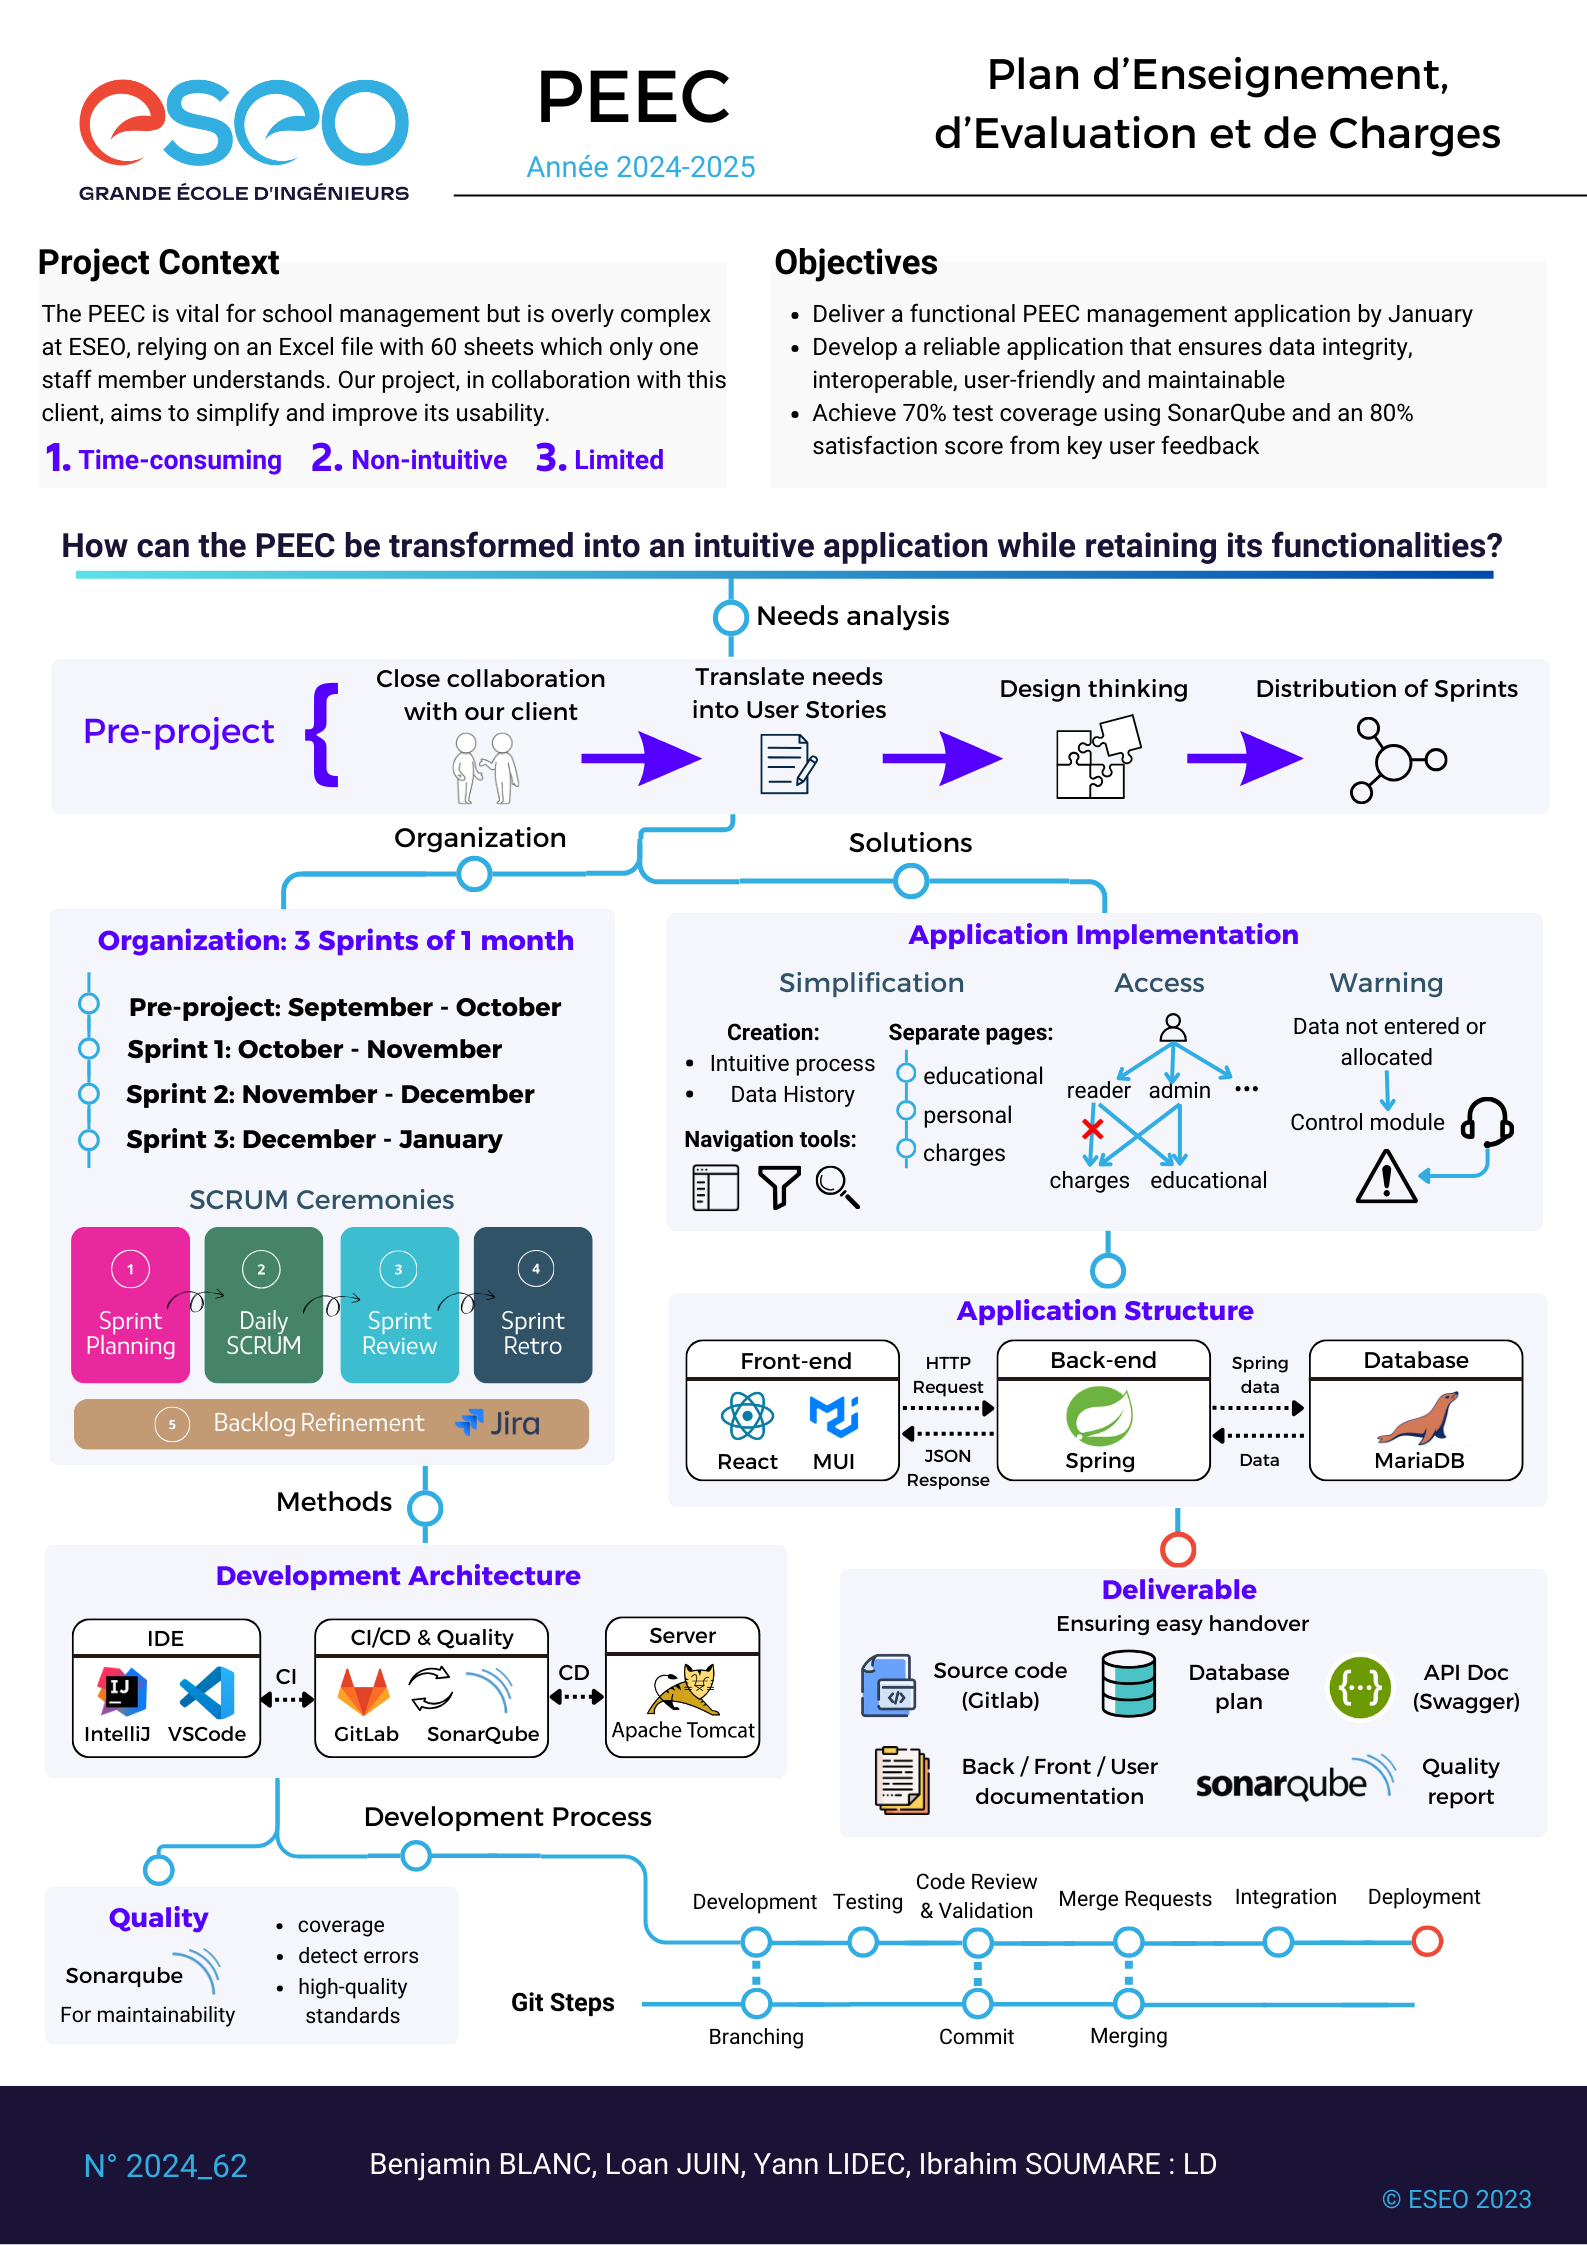 eseo
GRANDE ÉCOLE D'INGÉNIEURS
PEEC
Année 2024-2025
Plan d'Enseignement,
d'Evaluation et de Charges
Project Context
The PEEC is vital for school management but is overly complex
at ESEO, relying on an Excel file with 60 sheets which only one
staff member understands. Our project, in collaboration with this
client, aims to simplify and improve its usability.
1. Time-consuming 2. Non-intuitive 3. Limited
Objectives
• Deliver a functional PEEC management application by January
• Develop a reliable application that ensures data integrity,
interoperable, user-friendly and maintainable
• Achieve 70% test coverage using SonarQube and an 80%
satisfaction score from key user feedback
How can the PEEC be transformed into an intuitive application while retaining its functionalities?
Needs analysis
Pre-project {
Close collaboration
with our client
Translate needs
into User Stories
Design thinking
Distribution of Sprints
Organization
Solutions
Organization: 3 Sprints of 1 month
Pre-project: September - October
Sprint 1: October - November
Sprint 2: November - December
Sprint 3: December - January
SCRUM Ceremonies
1
Sprint
Planning
2
Daily
SCRUM
3
Sprint
Review
4
Sprint
Retro
5 Backlog Refinement Jira
Application Implementation
Simplification
Creation:
• Intuitive process
• Data History
Navigation tools:
Separate pages:
educational
personal
charges
Access
reader admin ...
charges educational
Warning
Data not entered or
allocated
Control module
Application Structure
Front-end
React MUI
HTTP
Request
JSON
Response
Back-end
Spring
Spring
data
Data
Database
MariaDB
Methods
Development Architecture
IDE
IJ
IntelliJ VSCode
CI
CI/CD & Quality
GitLab SonarQube
CD
Server
Apache Tomcat
Deliverable
Ensuring easy handover
Source code
(Gitlab)
Database
plan
API Doc
(Swagger)
Back / Front / User
documentation
sonarqube
Quality
report
Development Process
Quality
Sonarqube
For maintainability
• coverage
• detect errors
• high-quality
standards
Development
Testing
Code Review
& Validation
Merge Requests
Integration
Deployment
Git Steps
Branching
Commit
Merging
N° 2024_62
Benjamin BLANC, Loan JUIN, Yann LIDEC, Ibrahim SOUMARE : LD
© ESEO 2023